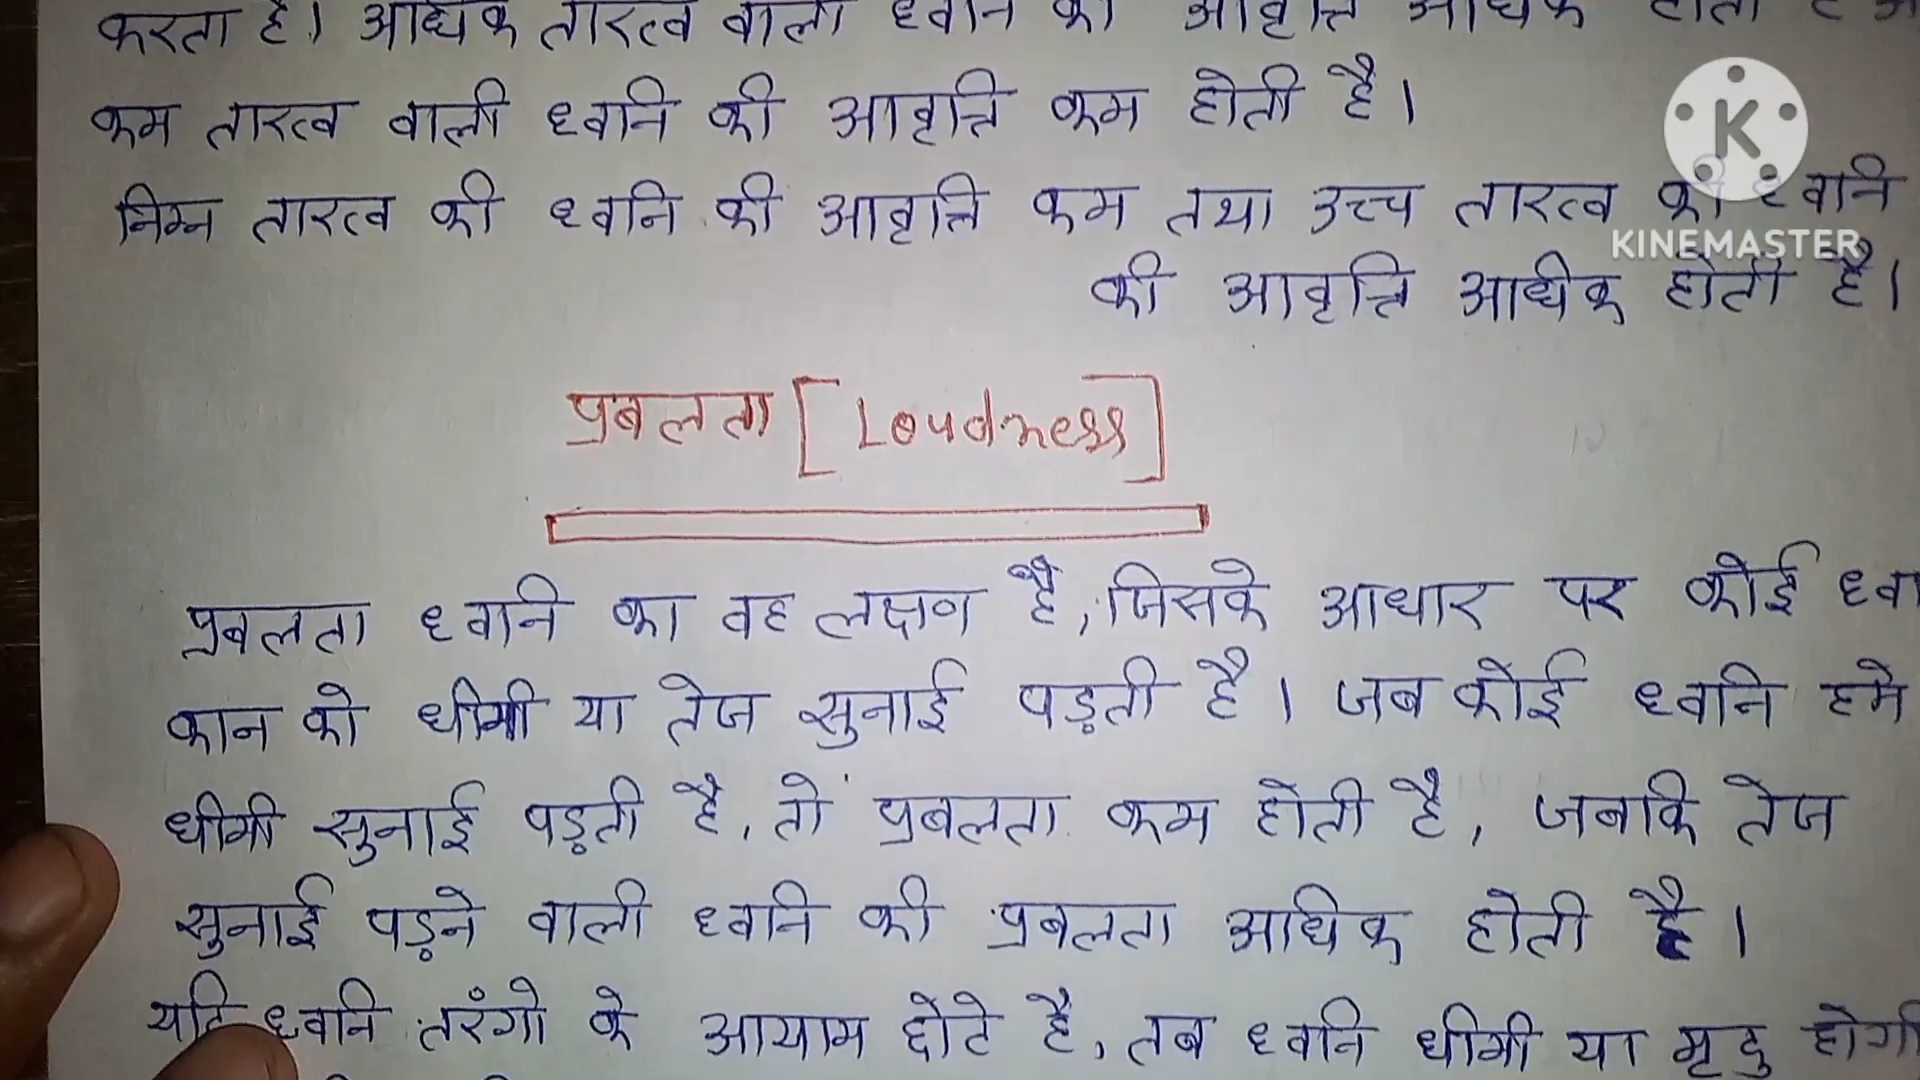 करता है। अधिक तारत्व वाली ध्वनि की आवृत्ति अधिक होती है
कम तारत्व वाली ध्वनि की आवृत्ति कम होती है।
निम्न तारत्व की ध्वनि की आवृत्ति कम तथा उच्च तारत्व की ध्वनि
की आवृत्ति अधिक होती है।
KINEMASTER
प्रबलता [Loudness]
प्रबलता ध्वनि का वह लक्षण है, जिसके आधार पर कोई ध्व
कान को धीमी या तेज सुनाई पड़ती है। जब कोई ध्वनि हमे
धीमी सुनाई पड़ती है, तो प्रबलता कम होती है, जबकि तेज
सुनाई पड़ने वाली ध्वनि की प्रबलता अधिक होती है।
यदि ध्वनि तरंगो के आयाम छोटे है, तब ध्वनि धीमी या मृदु होगी